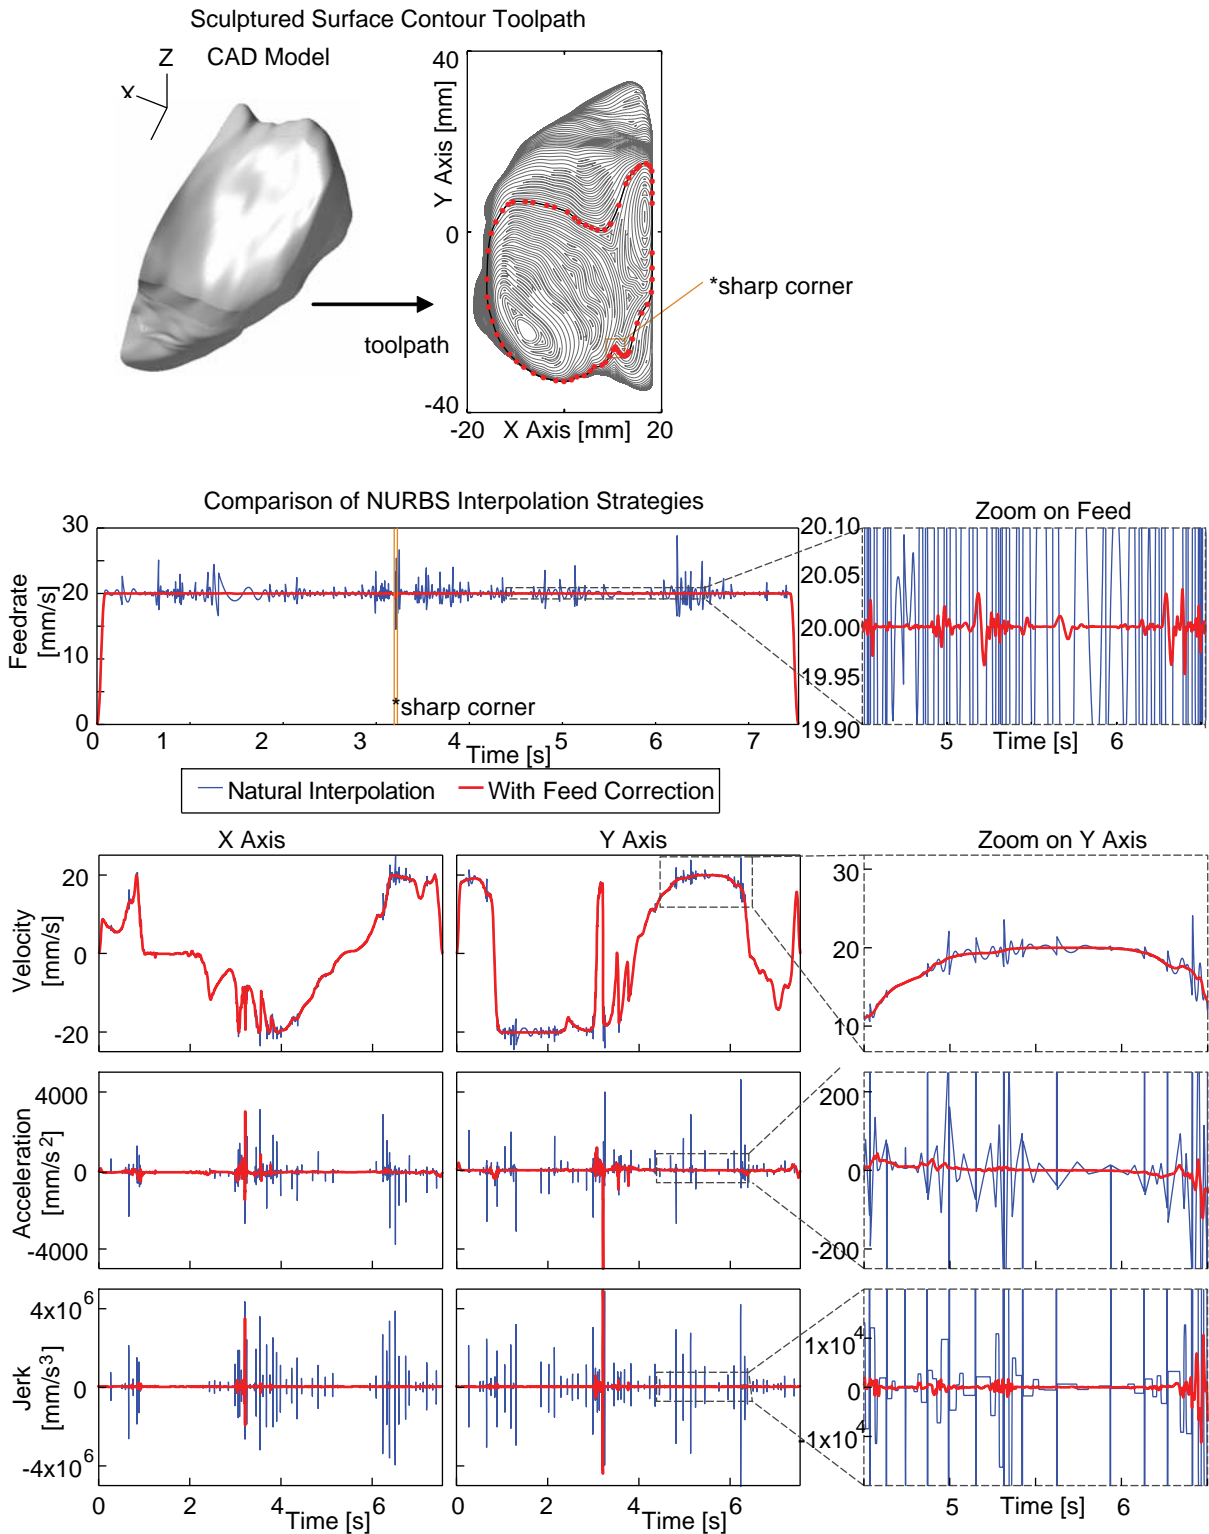 Sculptured Surface Contour Toolpath
CAD Model
Z
X
40
Y Axis [mm]
0
-40
-20
X Axis [mm]
20
toolpath
*sharp corner
Comparison of NURBS Interpolation Strategies
Zoom on Feed
30
20
10
0
Feedrate
[mm/s]
*sharp corner
0
1
2
3
4
5
6
7
Time [s]
20.10
20.05
20.00
19.95
19.90
5
Time [s]
6
Natural Interpolation
With Feed Correction
X Axis
Y Axis
Zoom on Y Axis
Velocity
[mm/s]
20
0
-20
30
20
10
Acceleration
[mm/s²]
4000
0
-4000
200
0
-200
Jerk
[mm/s³]
4x10⁶
0
-4x10⁶
1x10⁴
0
-1x10⁴
0
2
4
6
Time [s]
0
2
4
6
Time [s]
5
Time [s]
6